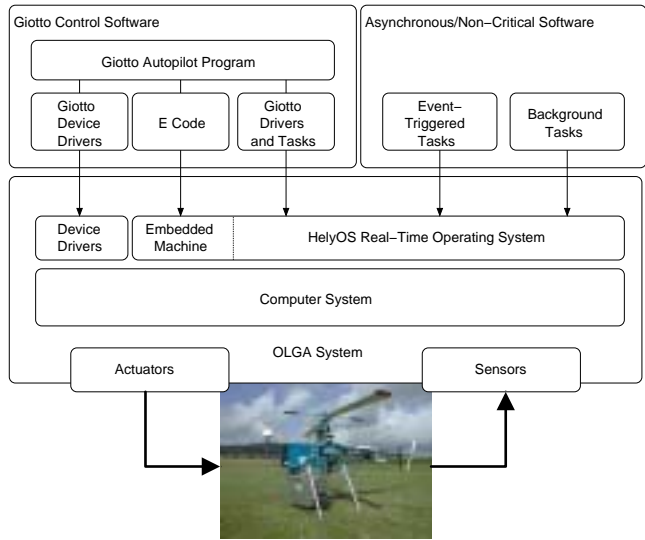 Giotto Control Software
Asynchronous/Non–Critical Software
Giotto Autopilot Program
Giotto
Device
Drivers
E Code
Giotto
Drivers
and Tasks
Event–
Triggered
Tasks
Background
Tasks
Device
Drivers
Embedded
Machine
HelyOS Real–Time Operating System
Computer System
OLGA System
Actuators
Sensors